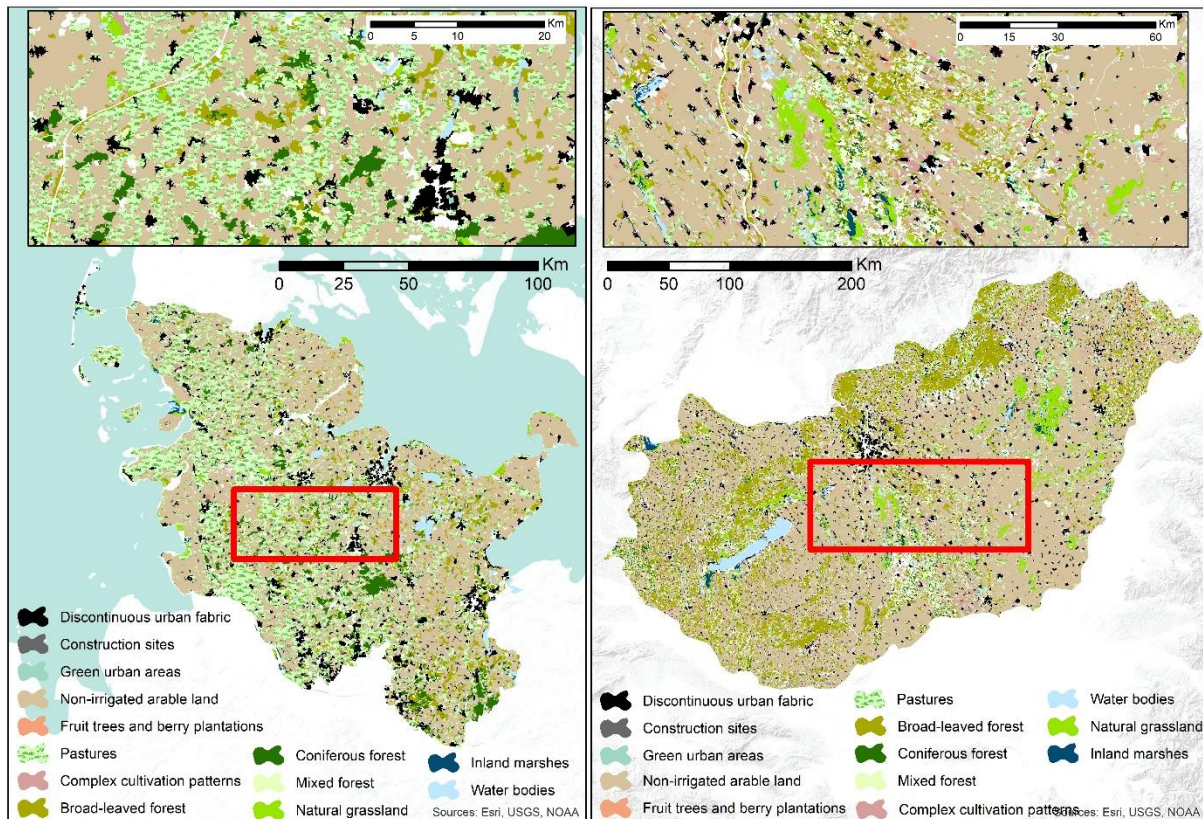 Km
0 5 10 20
Km
0 25 50 100
Discontinuous urban fabric
Construction sites
Green urban areas
Non-irrigated arable land
Fruit trees and berry plantations
Pastures
Complex cultivation patterns
Broad-leaved forest
Coniferous forest
Mixed forest
Natural grassland
Inland marshes
Water bodies
Sources: Esri, USGS, NOAA
Km
0 15 30 60
Km
0 50 100 200
Discontinuous urban fabric
Construction sites
Green urban areas
Non-irrigated arable land
Fruit trees and berry plantations
Pastures
Broad-leaved forest
Coniferous forest
Mixed forest
Complex cultivation patterns
Water bodies
Natural grassland
Inland marshes
Sources: Esri, USGS, NOAA